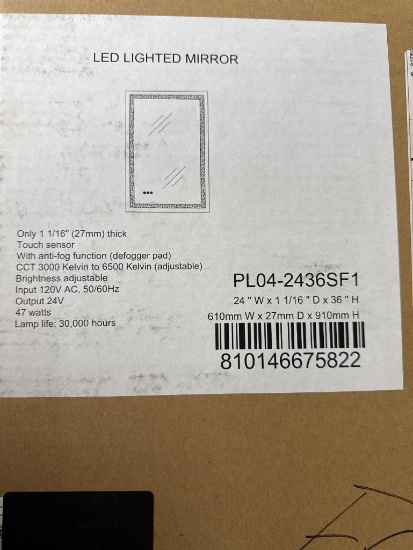 LED LIGHTED MIRROR
Only 1 1/16" (27mm) thick
Touch sensor
With anti-fog function (defogger pad)
CCT 3000 Kelvin to 6500 Kelvin (adjustable)
Brightness adjustable
Input 120V AC, 50/60Hz
Output 24V
47 watts
Lamp life: 30,000 hours
PL04-2436SF1
24 " W x 1 1/16 " D x 36 " H
610mm W x 27mm D x 910mm H
810146675822